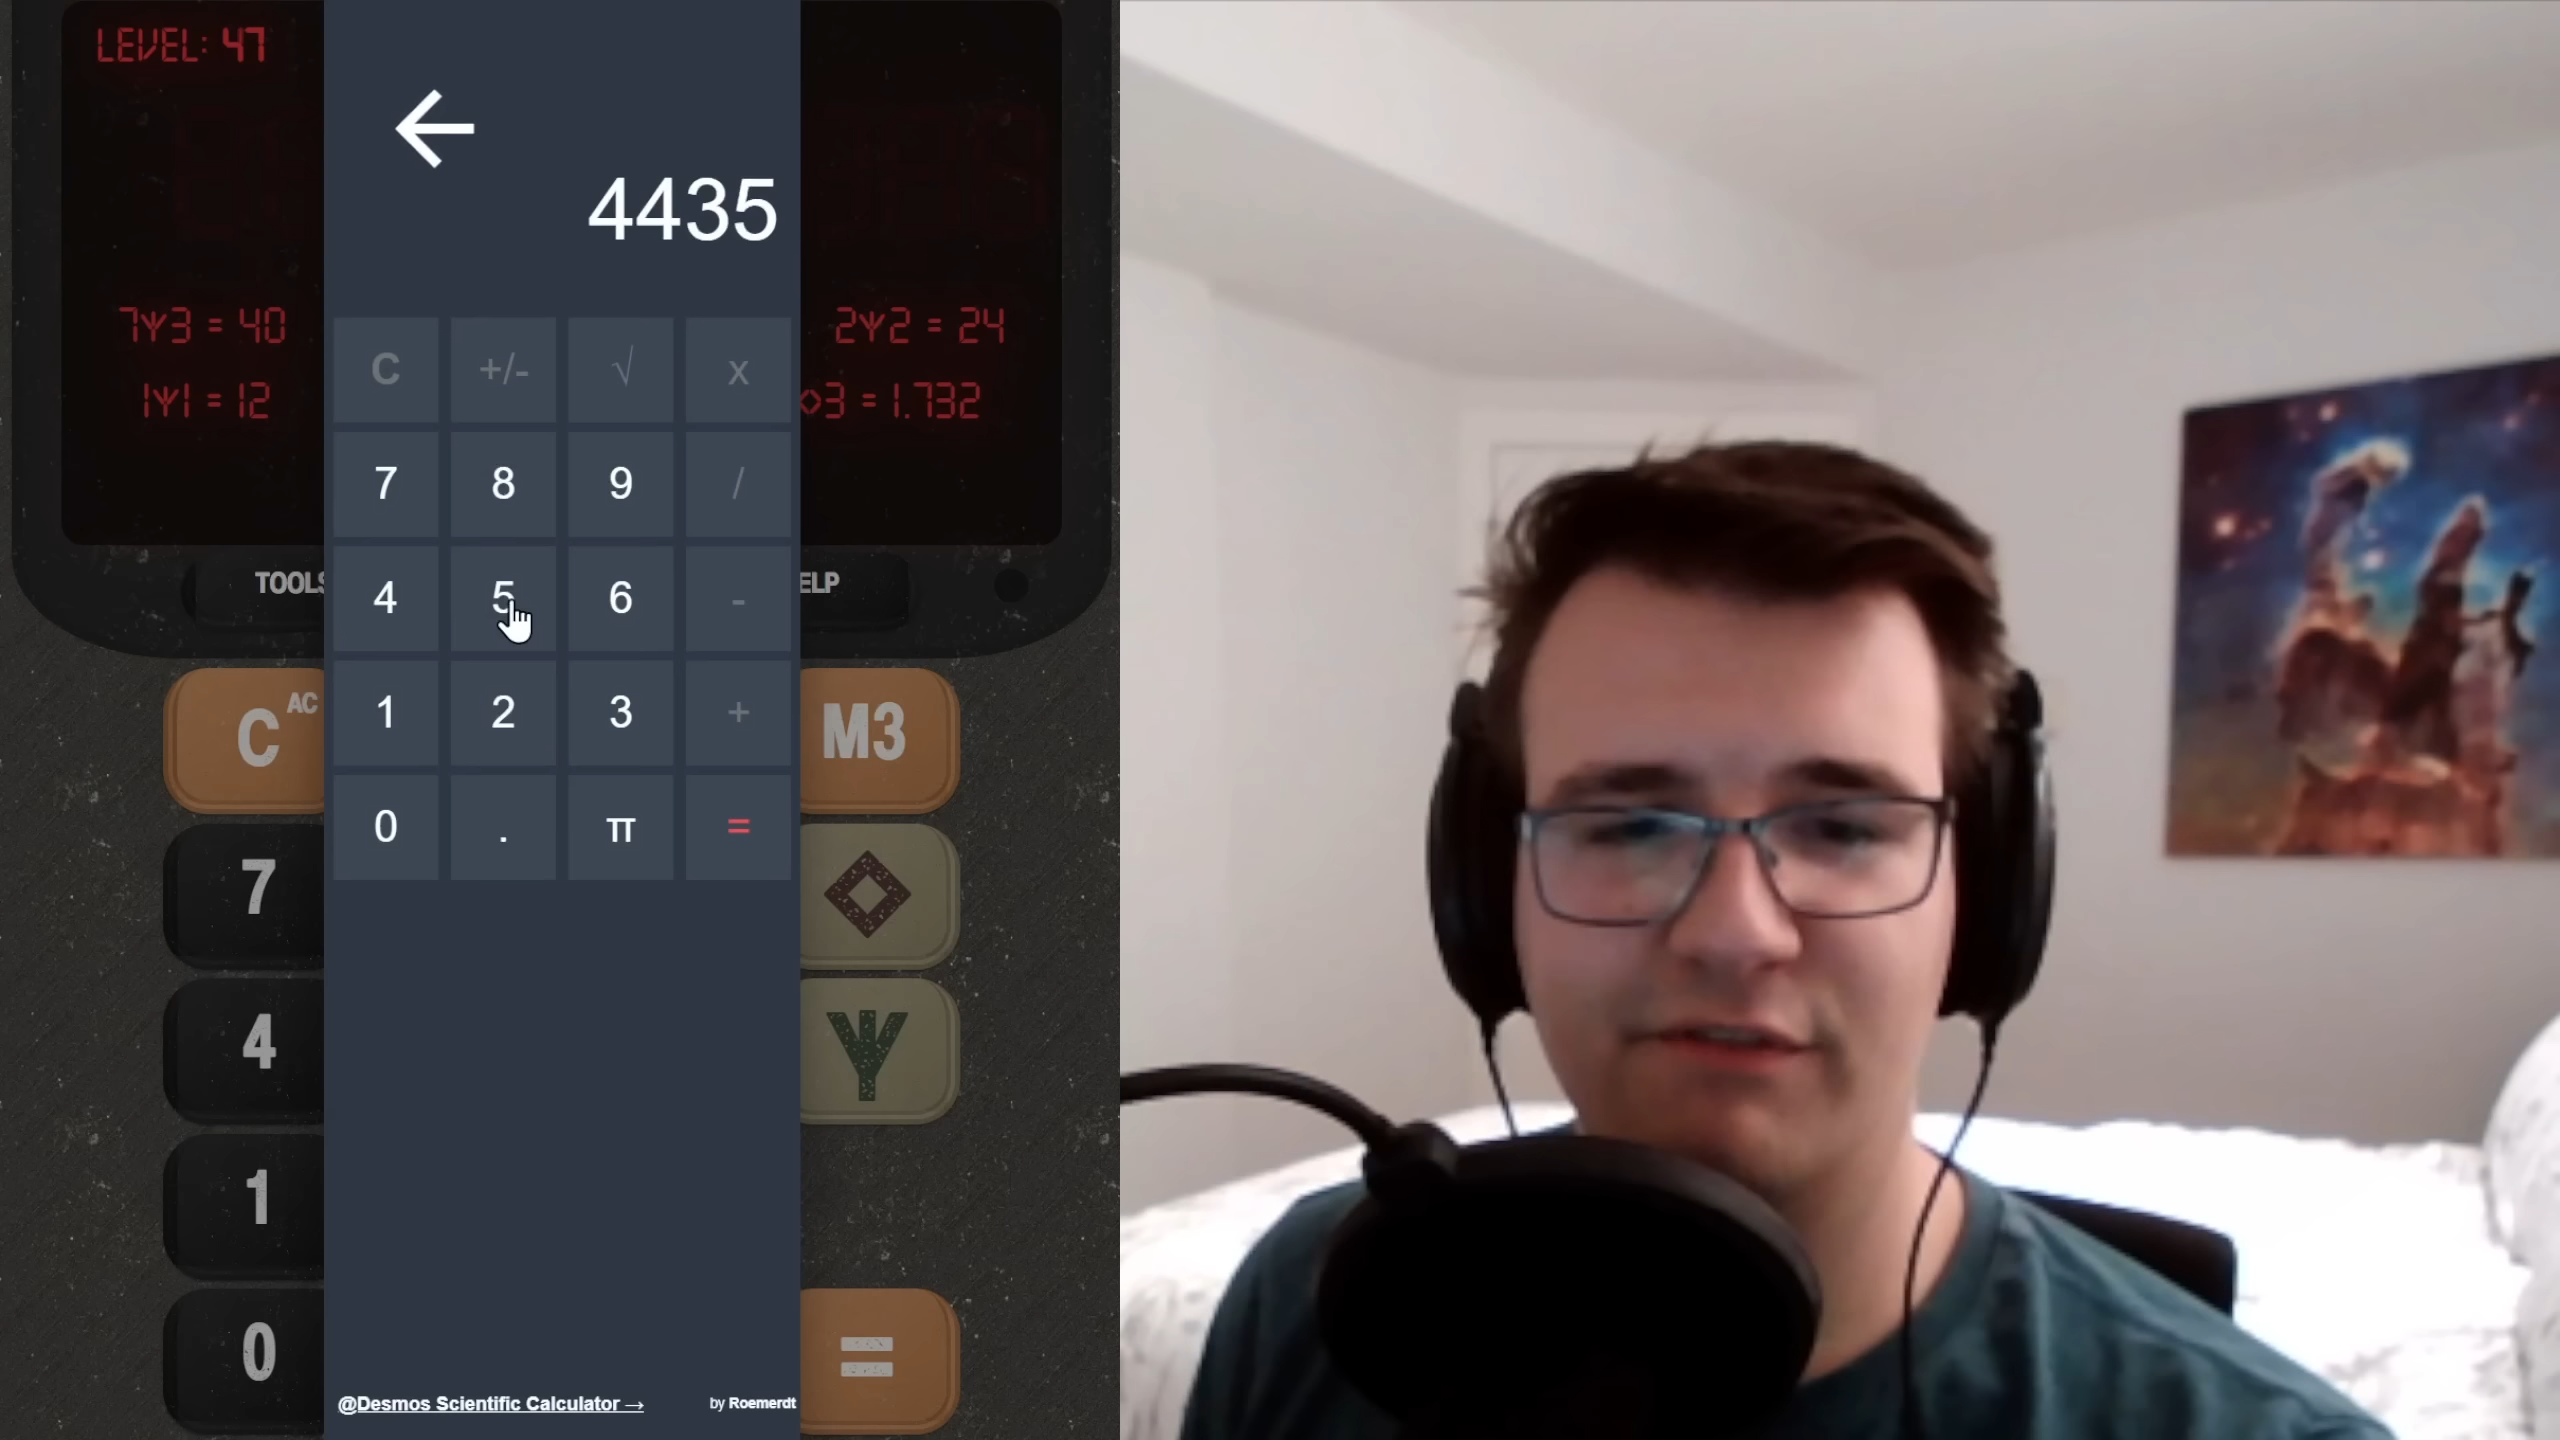 LEVEL: 47
4435
7Ψ3 = 40
2Ψ2 = 24
1Ψ1 = 12
◇3 = 1.732
C +/- √ x
7 8 9 /
4 5 6 -
1 2 3 +
0 . π =
TOOLS
ELP
C AC
M3
7
◇
4
Ψ
1
0
=
@Desmos Scientific Calculator →
by Roemerdt